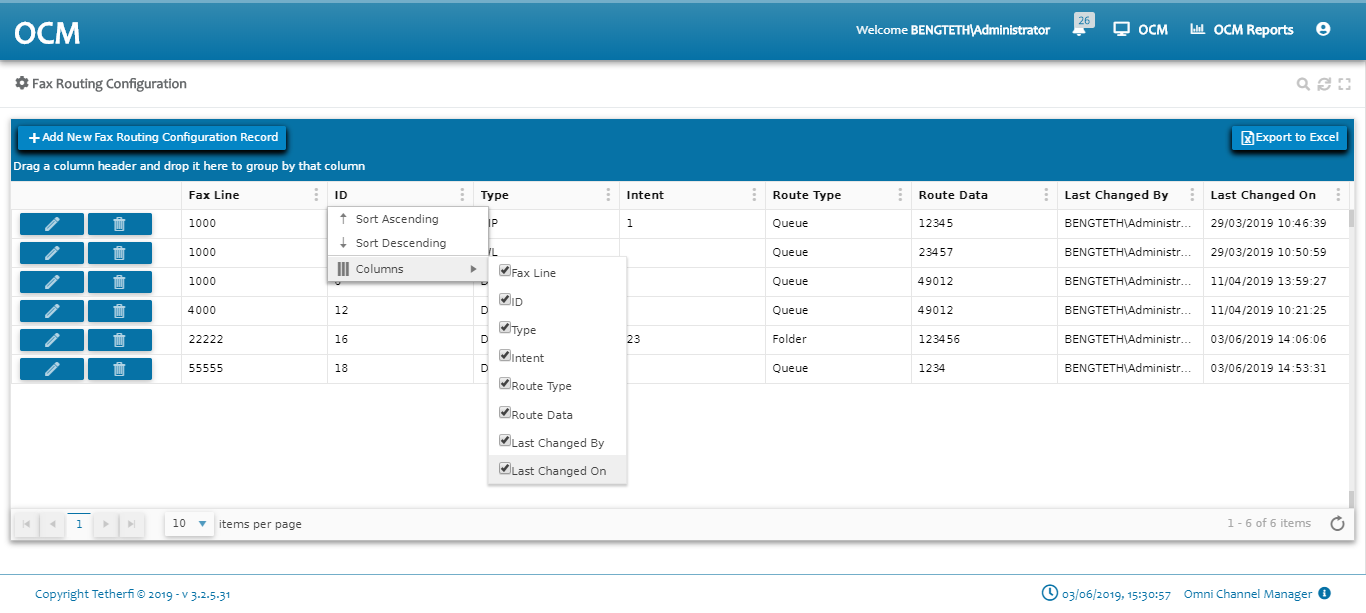 OCM
Welcome BENGTETH\Administrator 26 OCM OCM Reports
Fax Routing Configuration
Add New Fax Routing Configuration Record Export to Excel
Drag a column header and drop it here to group by that column
Fax Line ID Type Intent Route Type Route Data Last Changed By Last Changed On
1000 1 Queue 12345 BENGTETH\Administr... 29/03/2019 10:46:39
1000 Queue 23457 BENGTETH\Administr... 29/03/2019 10:50:59
1000 Queue 49012 BENGTETH\Administr... 11/04/2019 13:59:27
4000 12 D Queue 49012 BENGTETH\Administr... 11/04/2019 10:21:25
22222 16 D 23 Folder 123456 BENGTETH\Administr... 03/06/2019 14:06:06
55555 18 D Queue 1234 BENGTETH\Administr... 03/06/2019 14:53:31
Sort Ascending
Sort Descending
Columns
Fax Line
ID
Type
Intent
Route Type
Route Data
Last Changed By
Last Changed On
1 10 items per page 1 - 6 of 6 items
Copyright Tetherfi © 2019 - v 3.2.5.31 03/06/2019, 15:30:57 Omni Channel Manager